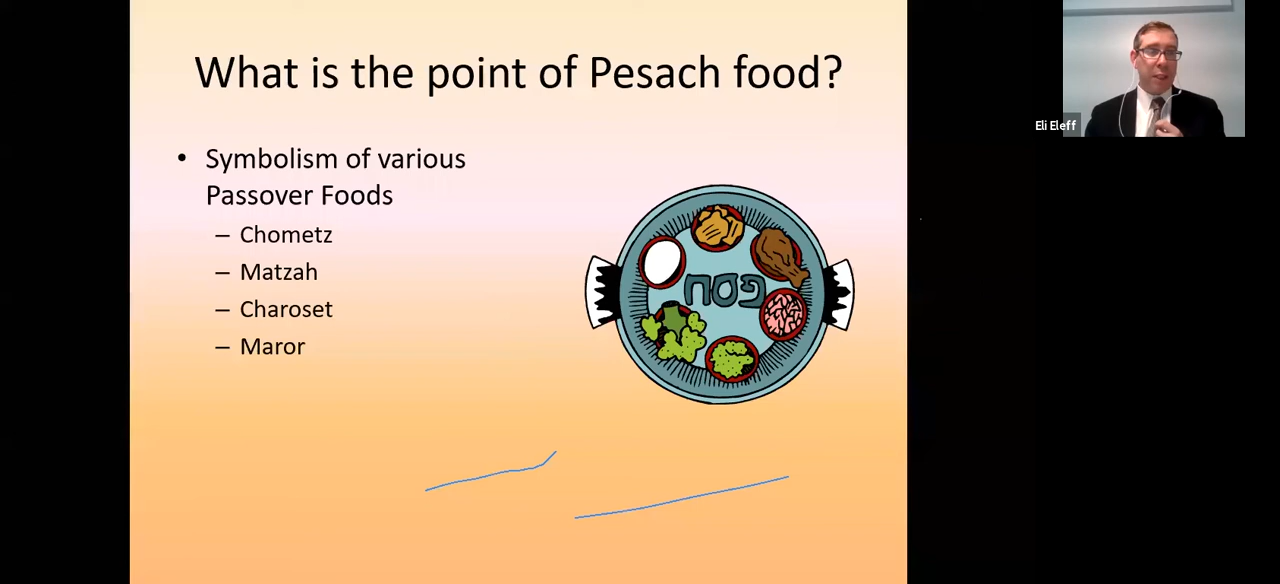 What is the point of Pesach food?
• Symbolism of various
Passover Foods
– Chometz
– Matzah
– Charoset
– Maror
פסח
Eli Eleff